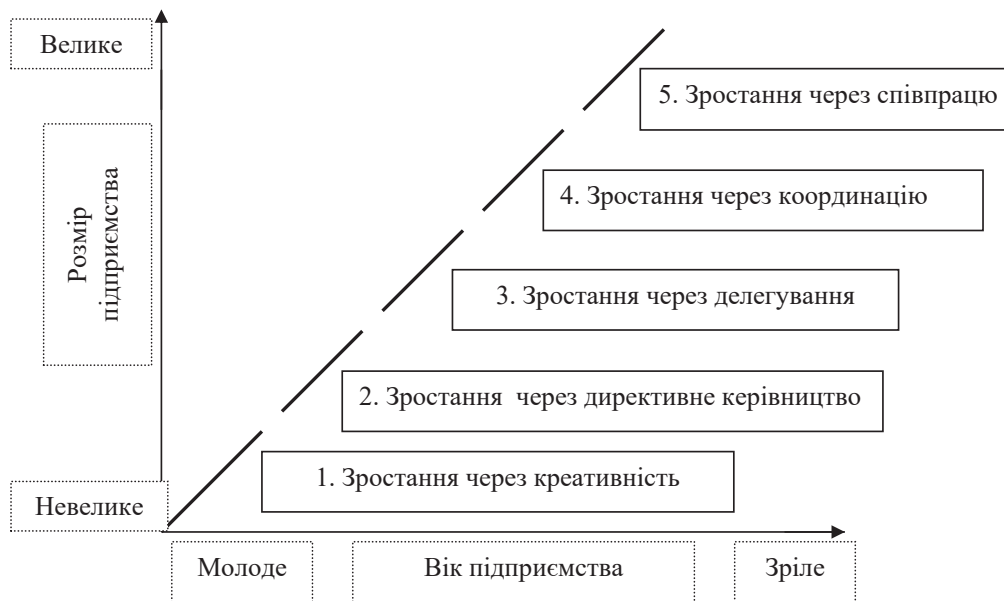 Велике
5. Зростання через співпрацю
4. Зростання через координацію
Розмір
підприємства
3. Зростання через делегування
2. Зростання  через директивне керівництво
1. Зростання через креативність
Невелике
Молоде
Вік підприємства
Зріле